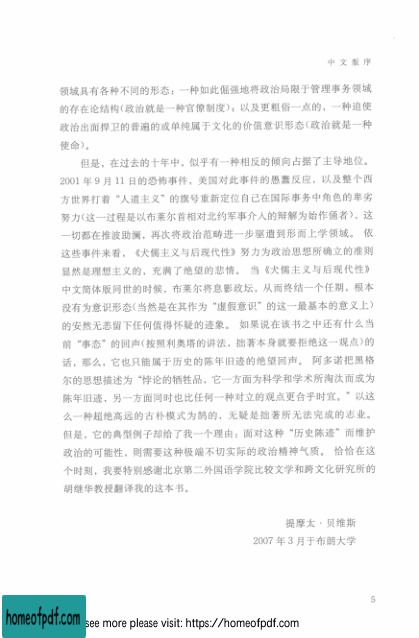 中 文 版 序
领域具有各种不同的形态：一种如此倔强地将政治局限于管理事务领域
的存在论结构(政治就是一种官僚制度)；以及更粗俗一点的，一种迫使
政治出面捍卫的普遍的或单纯属于文化的价值意识形态(政治就是一种
使命)。
但是，在过去的十年中，似乎有一种相反的倾向占据了主导地位。
2001 年 9 月 11 日的恐怖事件，美国对此事件的愚蠢反应，以及整个西
方世界打着“人道主义”的旗号重新定位自己在国际事务中角色的卑劣
努力(这一过程是以布莱尔首相对北约军事介入的辩解为始作俑者)，这
一切都在推波助澜，再次将政治范畴进一步驱遣到形而上学领域。 依
这些事件来看，《犬儒主义与后现代性》努力为政治思想所确立的准则
显然是理想主义的，充满了绝望的悲情。 当《犬儒主义与后现代性》
中文简体版问世的时候，布莱尔将息影政坛，从而终结一个任期，根本
没有为意识形态(当然是在其作为“虚假意识”的这一最基本的意义上)
的安然无恙留下任何值得怀疑的迹象。 如果说在该书之中还有什么当
前“事态”的回声(按照利奥塔的讲法，拙著本身就要拒绝这一观点)的
话，那么，它也只能属于历史的陈年旧迹的绝望回声。 阿多诺把黑格
尔的思想描述为“悖论的牺牲品，它一方面为科学和学术所淘汰而成为
陈年旧迹，另一方面同时也比任何一种对立的观点更合乎时宜。”以这
么一种超绝高远的古朴模式为鹄的，无疑是拙著所无法完成的志业。
但是，它的典型例子却给了我一个理由：面对这种“历史陈迹”而维护
政治的可能性，则需要这种极端不切实际的政治精神气质。 恰恰在这
个时刻，我要特别感谢北京第二外国语学院比较文学和跨文化研究所的
胡继华教授翻译我的这本书。
提摩太·贝维斯
2007 年 3 月于布朗大学
5
homeofpdf.com
see more please visit: https://homeofpdf.com